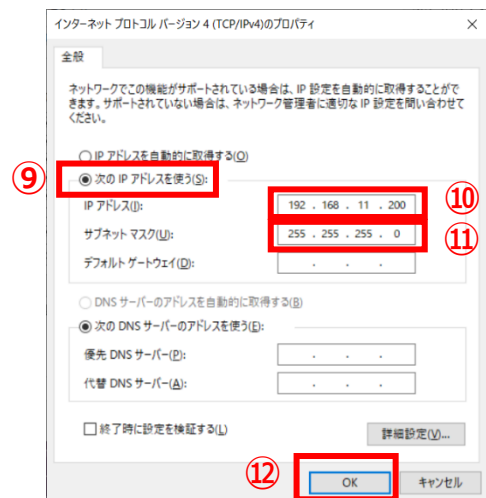 インターネット プロトコル バージョン 4 (TCP/IPv4)のプロパティ
全般
ネットワークでこの機能がサポートされている場合は、IP 設定を自動的に取得することがで
きます。サポートされていない場合は、ネットワーク管理者に適切な IP 設定を問い合わせて
ください。
IP アドレスを自動的に取得する(O)
⑨ 次の IP アドレスを使う(S):
IP アドレス(I): 192 . 168 . 11 . 200 ⑩
サブネット マスク(U): 255 . 255 . 255 . 0 ⑪
デフォルト ゲートウェイ(D): . . .
DNS サーバーのアドレスを自動的に取得する(B)
次の DNS サーバーのアドレスを使う(E):
優先 DNS サーバー(P): . . .
代替 DNS サーバー(A): . . .
終了時に設定を検証する(L)
詳細設定(V)...
⑫ OK キャンセル